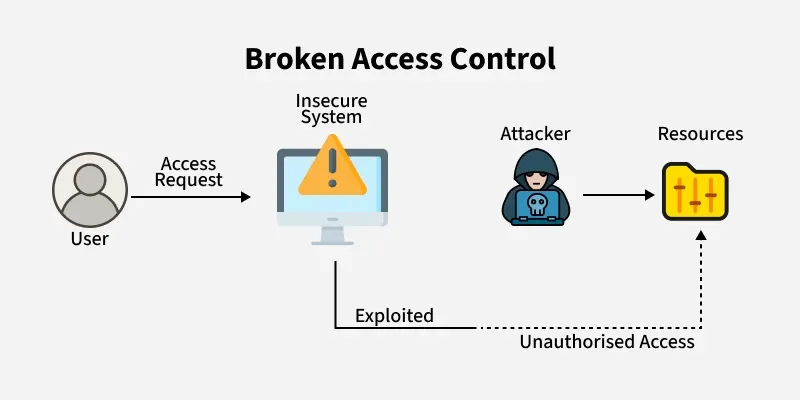 Broken Access Control
Insecure
System
Attacker
Resources
Access
Request
User
Exploited
Unauthorised Access